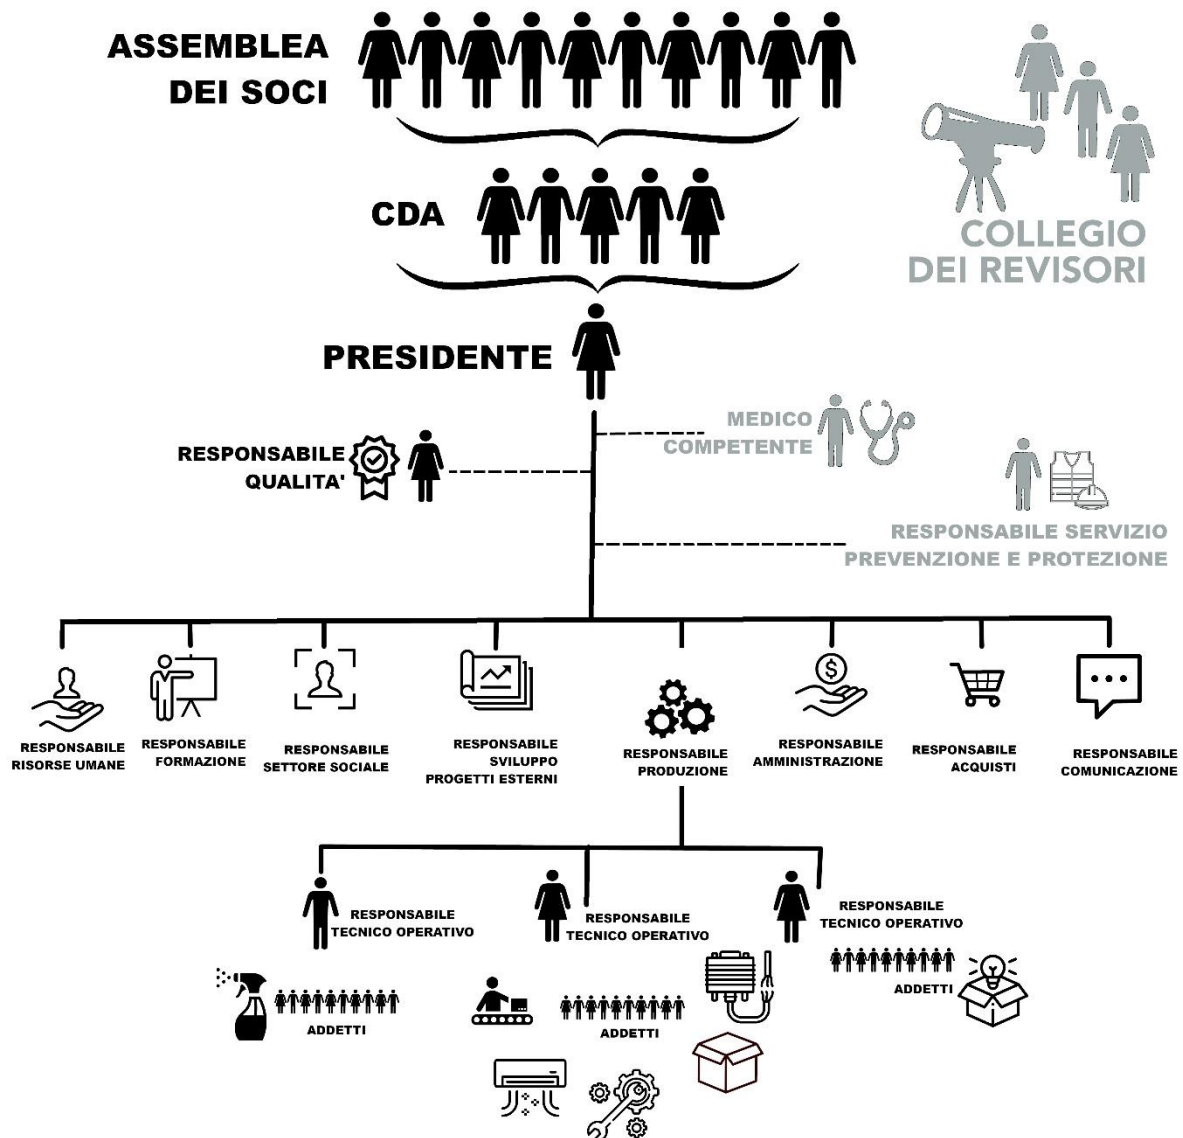 ASSEMBLEA
DEI SOCI
COLLEGIO
DEI REVISORI
CDA
PRESIDENTE
MEDICO
COMPETENTE
RESPONSABILE
QUALITA'
RESPONSABILE SERVIZIO
PREVENZIONE E PROTEZIONE
$
RESPONSABILE
RISORSE UMANE
RESPONSABILE
FORMAZIONE
RESPONSABILE
SETTORE SOCIALE
RESPONSABILE
SVILUPPO
PROGETTI ESTERNI
RESPONSABILE
PRODUZIONE
RESPONSABILE
AMMINISTRAZIONE
RESPONSABILE
ACQUISTI
RESPONSABILE
COMUNICAZIONE
RESPONSABILE
TECNICO OPERATIVO
ADDETTI
RESPONSABILE
TECNICO OPERATIVO
ADDETTI
RESPONSABILE
TECNICO OPERATIVO
ADDETTI